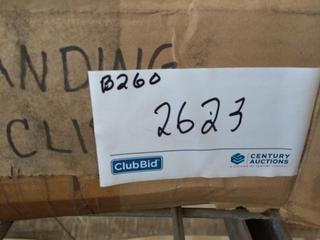 ANDING
CLI
B260
2623
ClubBid
CENTURY
AUCTIONS